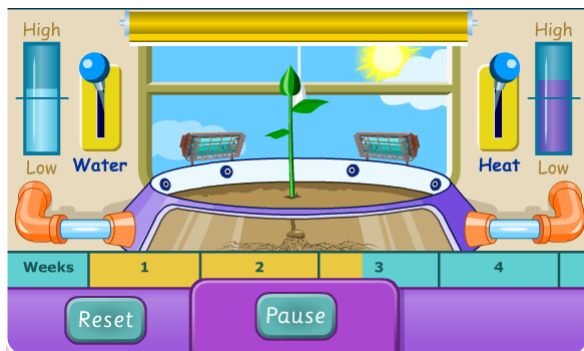 High
High
Low
Water
Heat
Low
Weeks 1 2 3 4
Reset
Pause